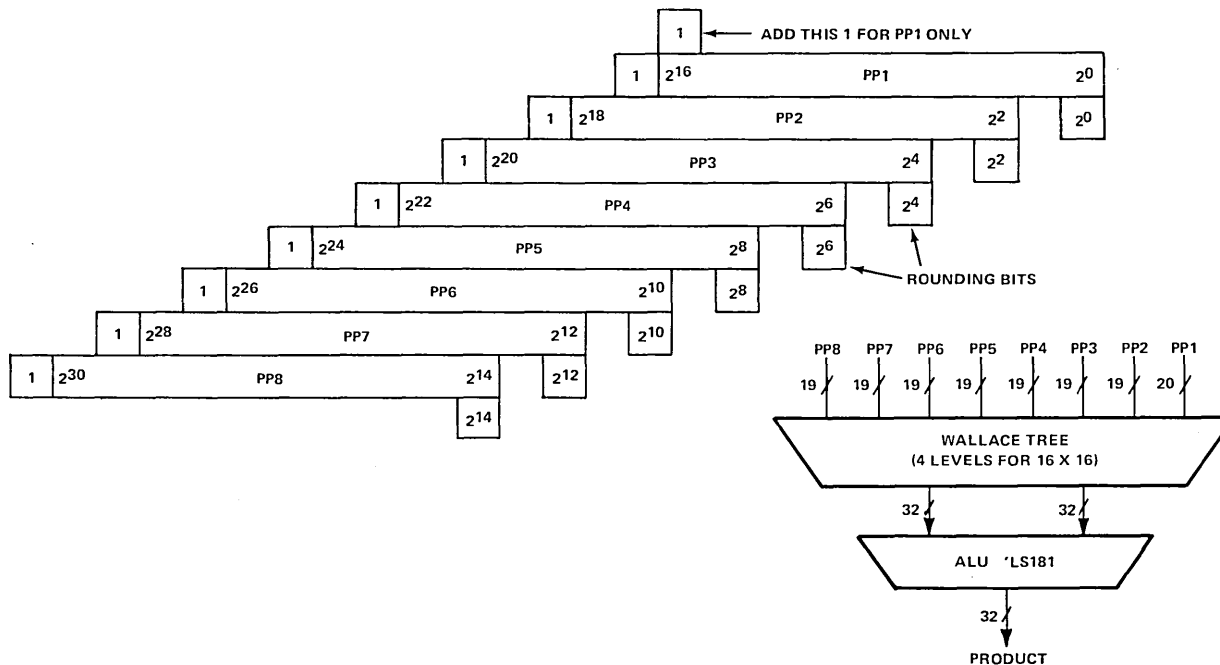 1 ADD THIS 1 FOR PP1 ONLY
1 2^16 PP1 2^0
1 2^18 PP2 2^2 2^0
1 2^20 PP3 2^4 2^2
1 2^22 PP4 2^6 2^4
1 2^24 PP5 2^8 2^6
ROUNDING BITS
1 2^26 PP6 2^10 2^8
1 2^28 PP7 2^12 2^10
1 2^30 PP8 2^14 2^12
2^14
PP8 PP7 PP6 PP5 PP4 PP3 PP2 PP1
19 19 19 19 19 19 19 20
WALLACE TREE
(4 LEVELS FOR 16 X 16)
32 32
ALU 'LS181
32
PRODUCT